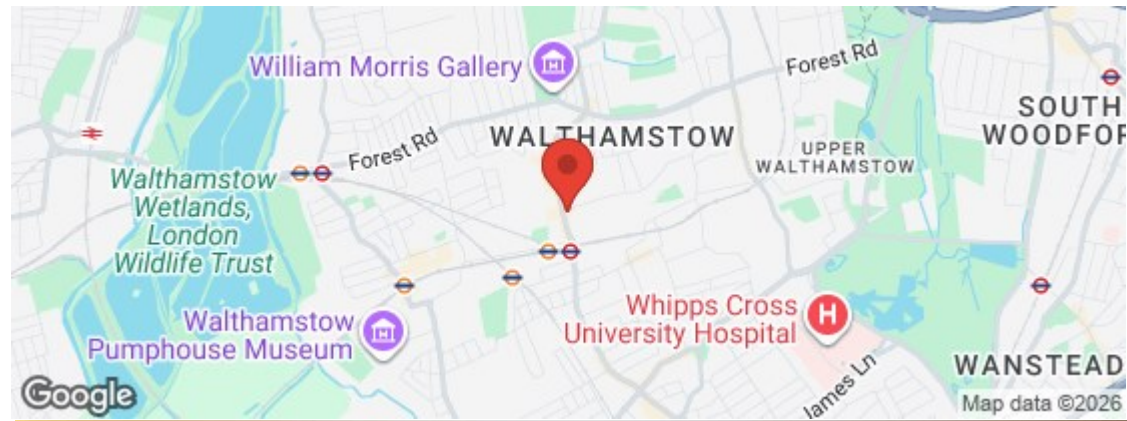 William Morris Gallery
Forest Rd
SOUTH
WOODFOR
WALTHAMSTOW
UPPER
WALTHAMSTOW
Forest Rd
Walthamstow
Wetlands,
London
Wildlife Trust
Whipps Cross
University Hospital
H
Walthamstow
Pumphouse Museum
James Ln
WANSTEAD
Google
Map data ©2026